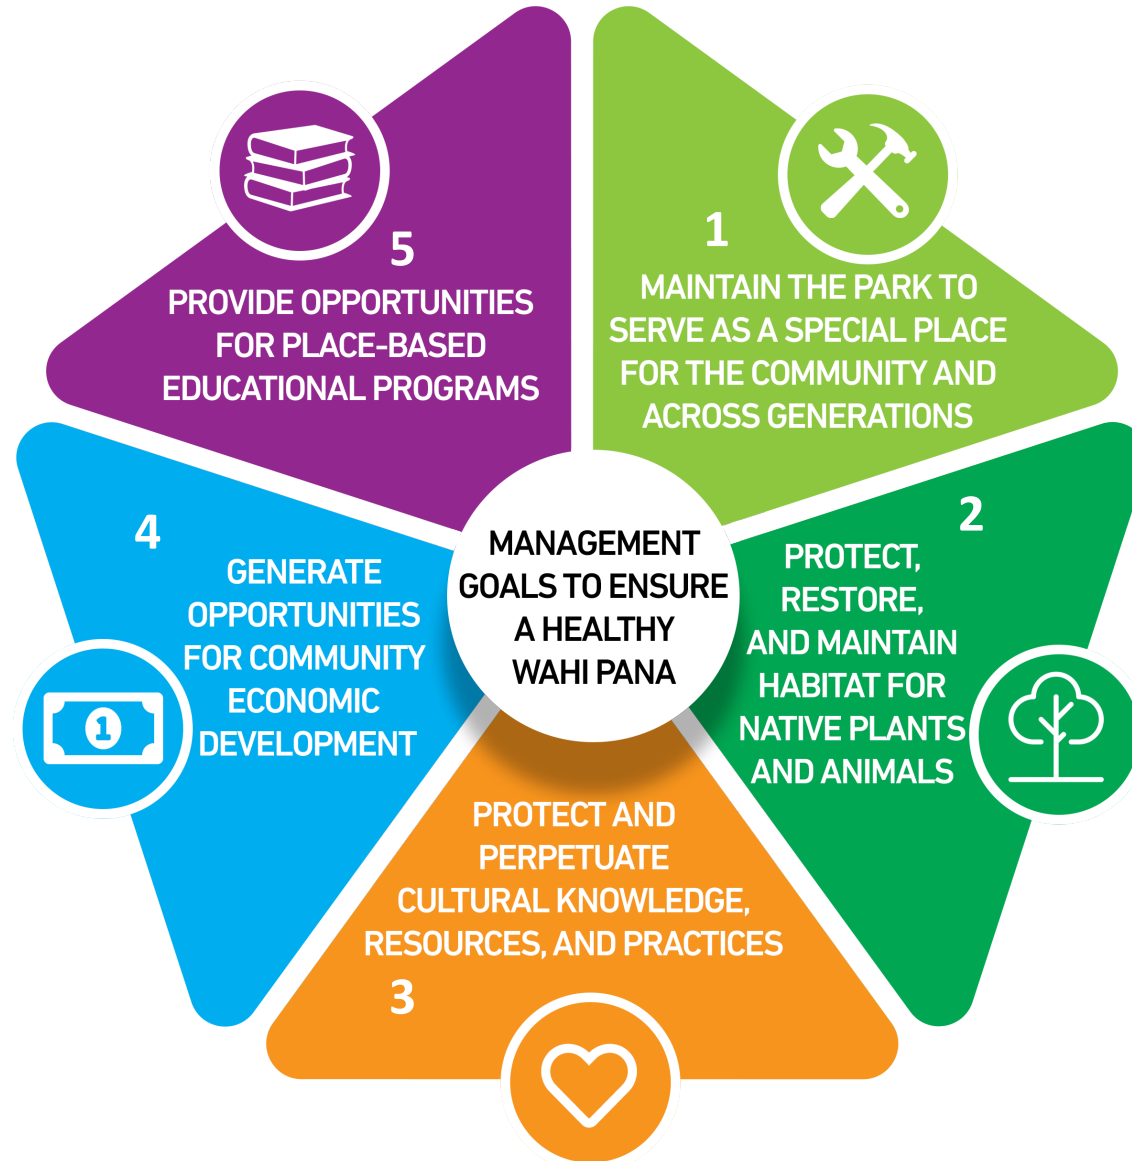 MANAGEMENT
GOALS TO ENSURE
A HEALTHY
WAHI PANA
1
MAINTAIN THE PARK TO
SERVE AS A SPECIAL PLACE
FOR THE COMMUNITY AND
ACROSS GENERATIONS
2
PROTECT,
RESTORE,
AND MAINTAIN
HABITAT FOR
NATIVE PLANTS
AND ANIMALS
PROTECT AND
PERPETUATE
CULTURAL KNOWLEDGE,
RESOURCES, AND PRACTICES
3
4
GENERATE
OPPORTUNITIES
FOR COMMUNITY
ECONOMIC
DEVELOPMENT
1
5
PROVIDE OPPORTUNITIES
FOR PLACE-BASED
EDUCATIONAL PROGRAMS